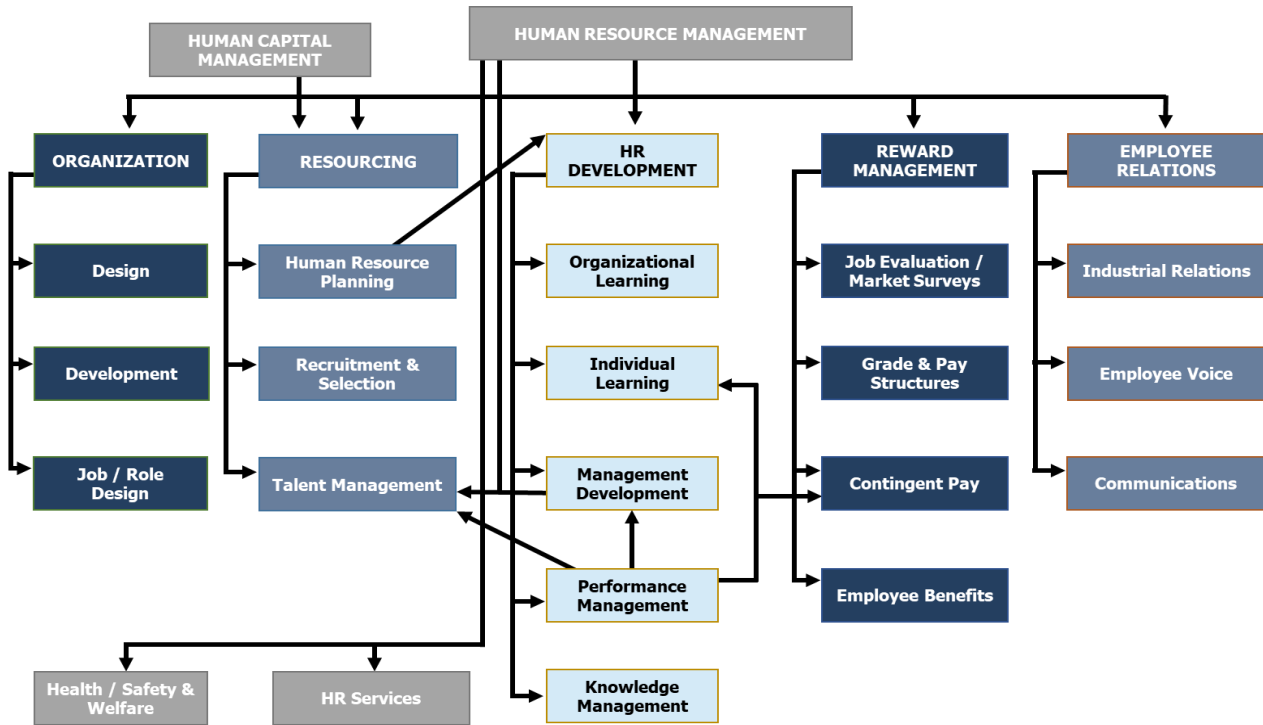 HUMAN CAPITAL
MANAGEMENT
HUMAN RESOURCE MANAGEMENT
ORGANIZATION
RESOURCING
HR
DEVELOPMENT
REWARD
MANAGEMENT
EMPLOYEE
RELATIONS
Design
Human Resource
Planning
Organizational
Learning
Job Evaluation /
Market Surveys
Industrial Relations
Development
Recruitment &
Selection
Individual
Learning
Grade & Pay
Structures
Employee Voice
Job / Role
Design
Talent Management
Management
Development
Contingent Pay
Communications
Performance
Management
Employee Benefits
Health / Safety &
Welfare
HR Services
Knowledge
Management